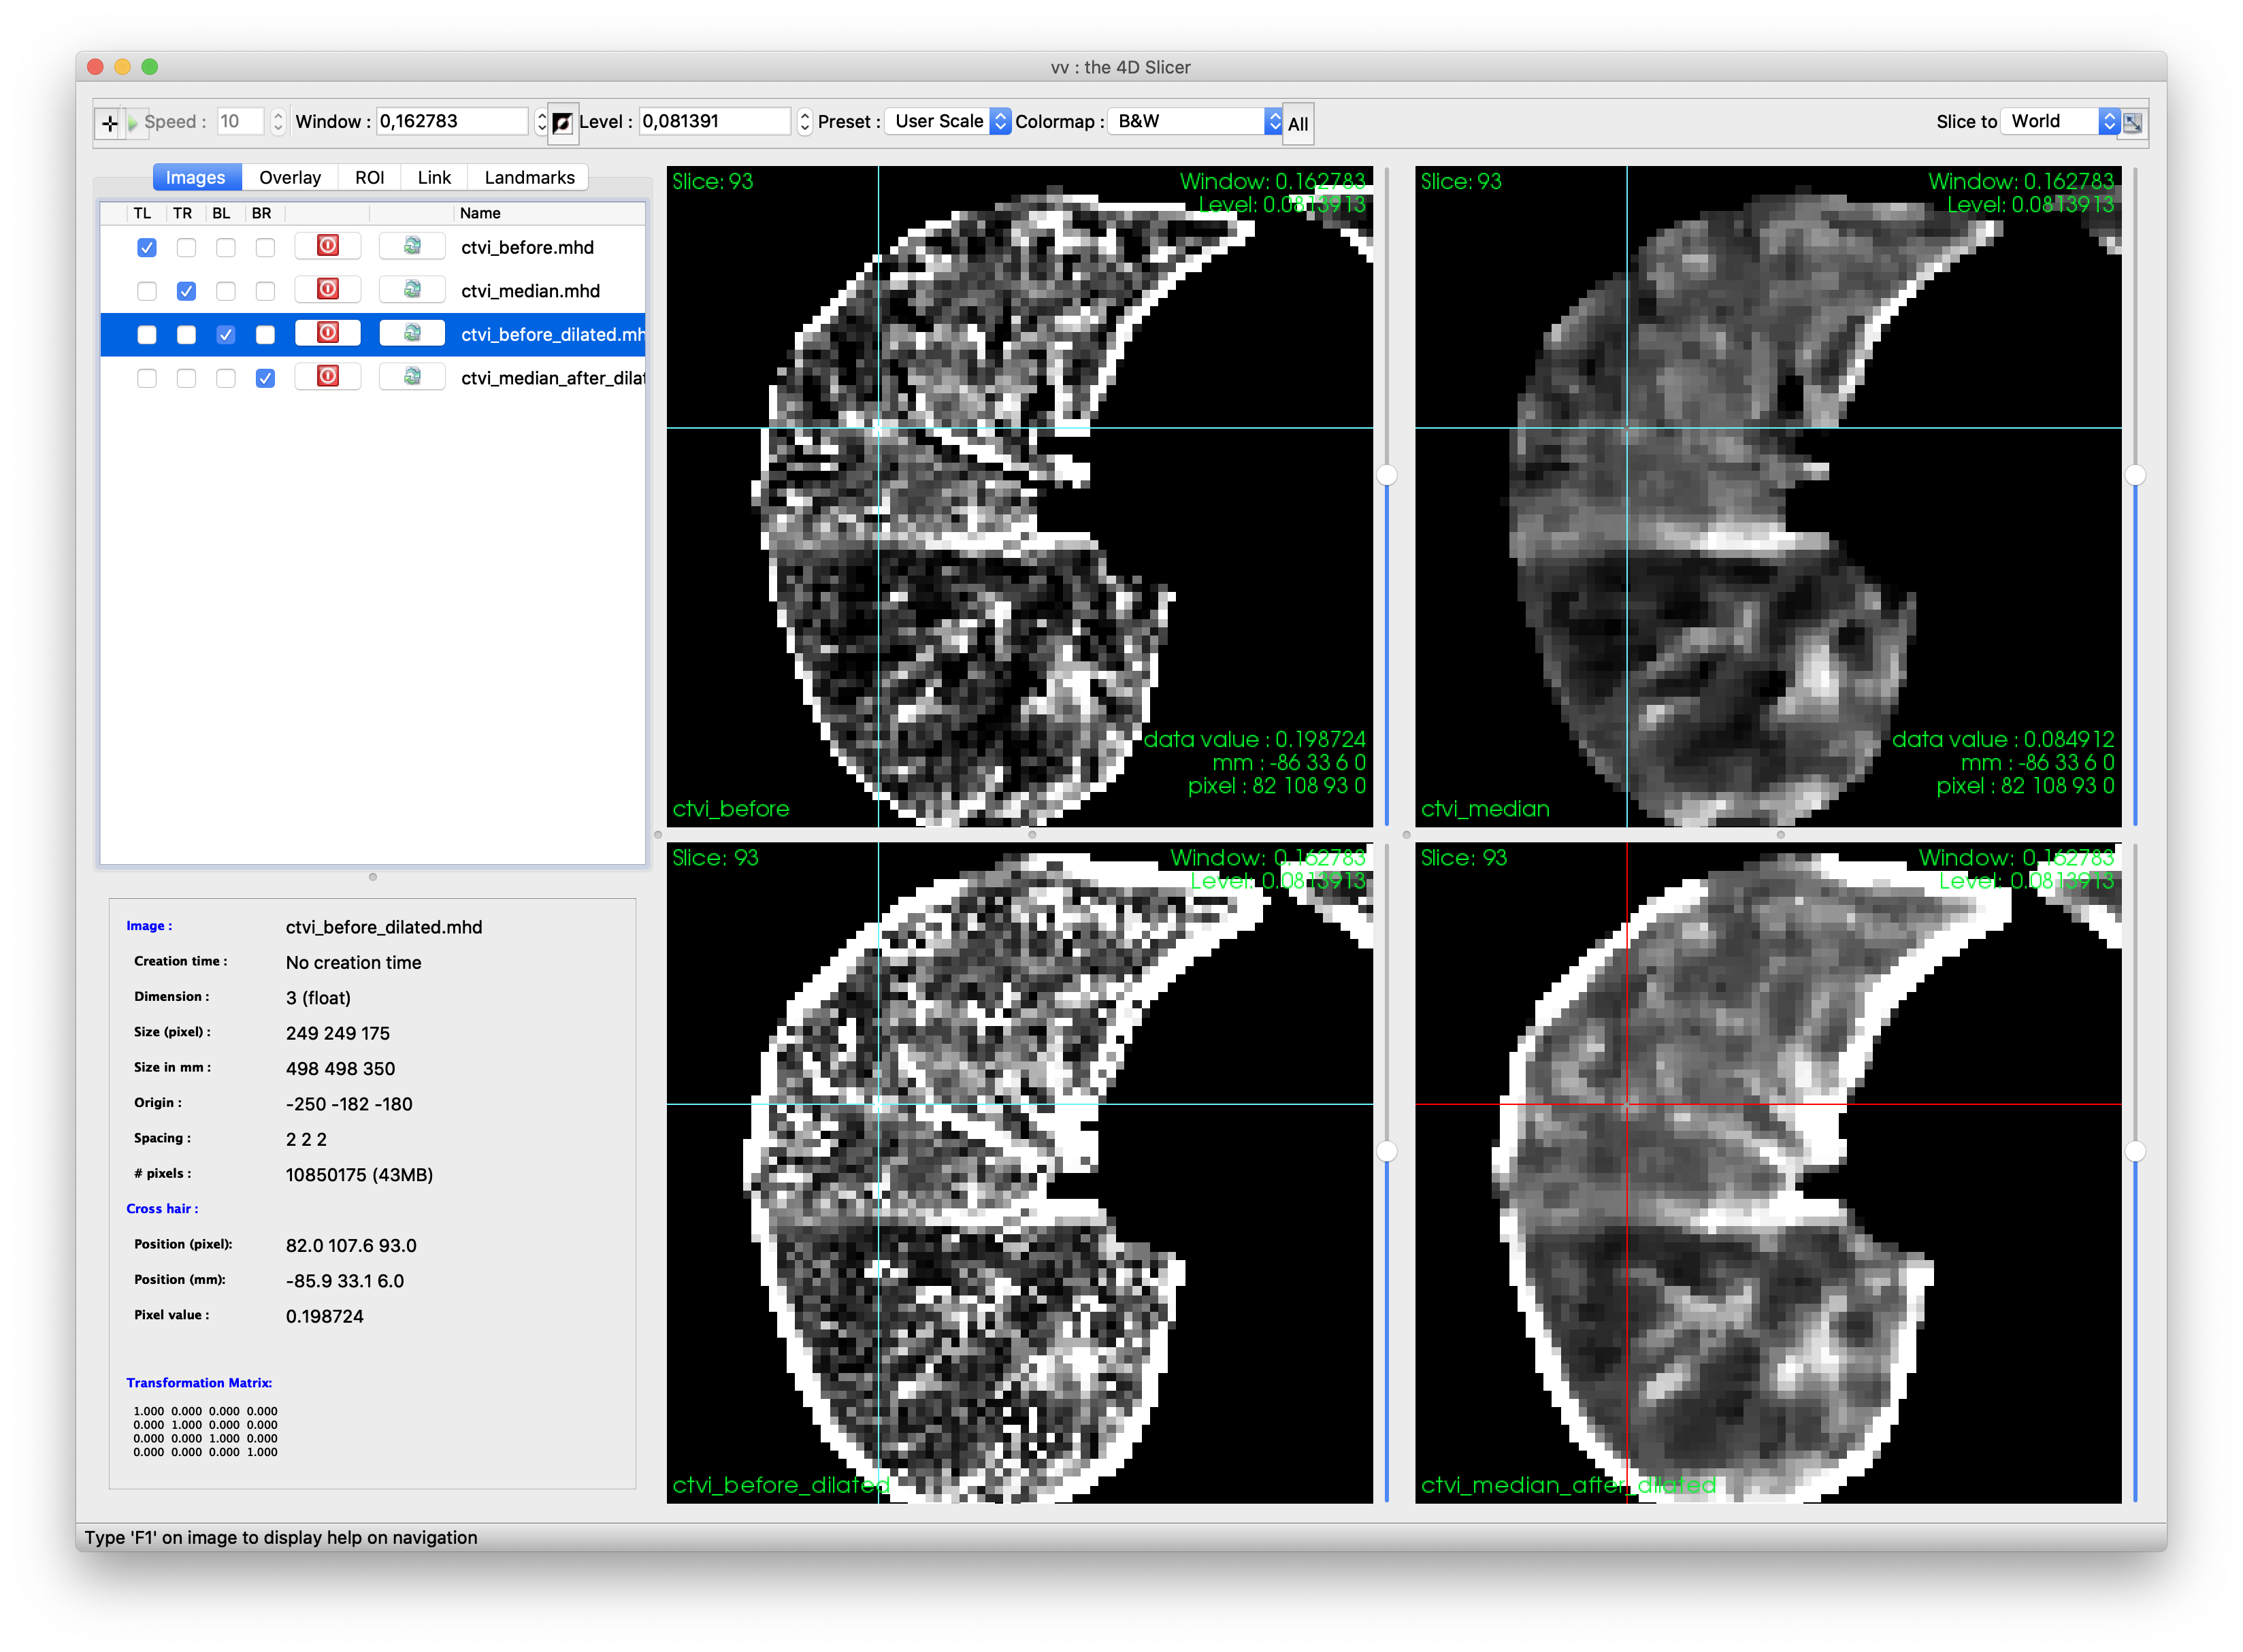 vv : the 4D Slicer
Speed : 10 Window : 0,162783 Level : 0,081391 Preset : User Scale Colormap : B&W All Slice to World
Images Overlay ROI Link Landmarks
TL TR BL BR Name
ctvi_before.mhd
ctvi_median.mhd
ctvi_before_dilated.mh
ctvi_median_after_dilat
Image : ctvi_before_dilated.mhd
Creation time : No creation time
Dimension : 3 (float)
Size (pixel) : 249 249 175
Size in mm : 498 498 350
Origin : -250 -182 -180
Spacing : 2 2 2
# pixels : 10850175 (43MB)
Cross hair :
Position (pixel): 82.0 107.6 93.0
Position (mm): -85.9 33.1 6.0
Pixel value : 0.198724
Transformation Matrix:
1.000 0.000 0.000 0.000
0.000 1.000 0.000 0.000
0.000 0.000 1.000 0.000
0.000 0.000 0.000 1.000
Slice: 93
Window: 0.162783
Level: 0.0813913
data value : 0.198724
mm : -86 33 6 0
pixel : 82 108 93 0
ctvi_before
Slice: 93
Window: 0.162783
Level: 0.0813913
data value : 0.084912
mm : -86 33 6 0
pixel : 82 108 93 0
ctvi_median
Slice: 93
Window: 0.162783
Level: 0.0813913
ctvi_before_dilated
Slice: 93
Window: 0.162783
Level: 0.0813913
ctvi_median_after_dilated
Type 'F1' on image to display help on navigation